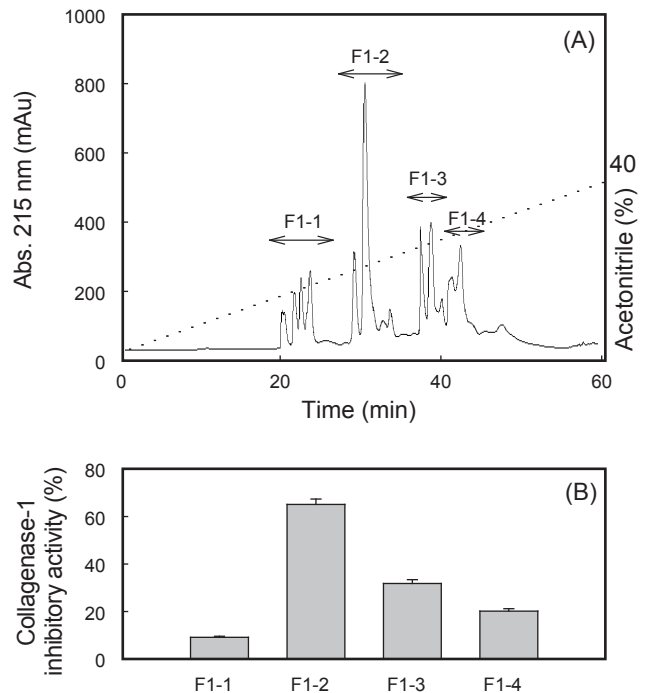 1000
800
600
400
200
0
Abs. 215 nm (mAu)
(A)
F1-1
F1-2
F1-3
F1-4
40
Acetonitrile (%)
0
20
40
60
Time (min)
80
60
40
20
0
Collagenase-1
inhibitory activity (%)
(B)
F1-1
F1-2
F1-3
F1-4